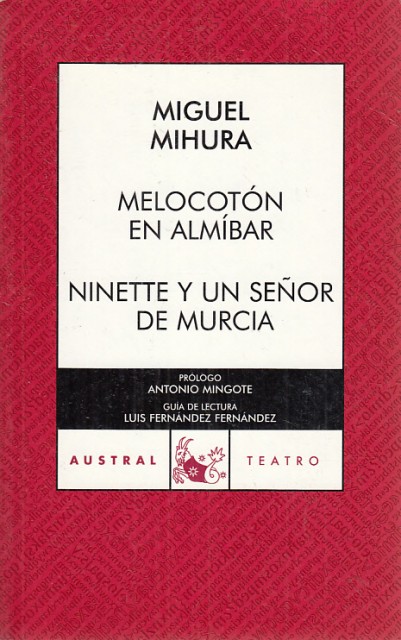 MIGUEL
MIHURA
MELOCOTÓN
EN ALMÍBAR
NINETTE Y UN SEÑOR
DE MURCIA
PRÓLOGO
ANTONIO MINGOTE
GUÍA DE LECTURA
LUIS FERNÁNDEZ FERNÁNDEZ
AUSTRAL
TEATRO